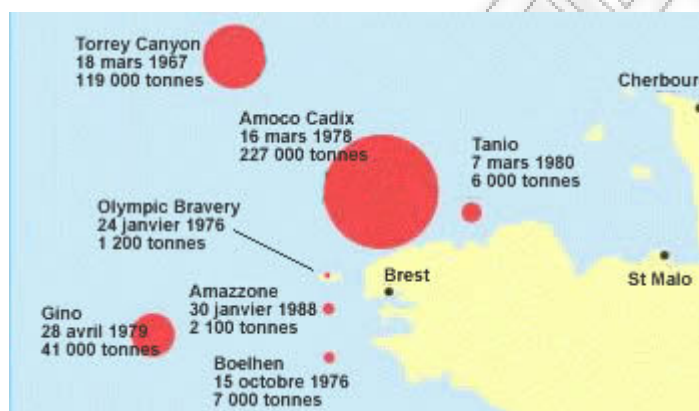 Torrey Canyon
18 mars 1967
119 000 tonnes
Cherbour
Amoco Cadix
16 mars 1978
227 000 tonnes
Tanio
7 mars 1980
6 000 tonnes
Olympic Bravery
24 janvier 1976
1 200 tonnes
Brest
St Malo
Amazzone
30 janvier 1988
2 100 tonnes
Gino
28 avril 1979
41 000 tonnes
Boelhen
15 octobre 1976
7 000 tonnes